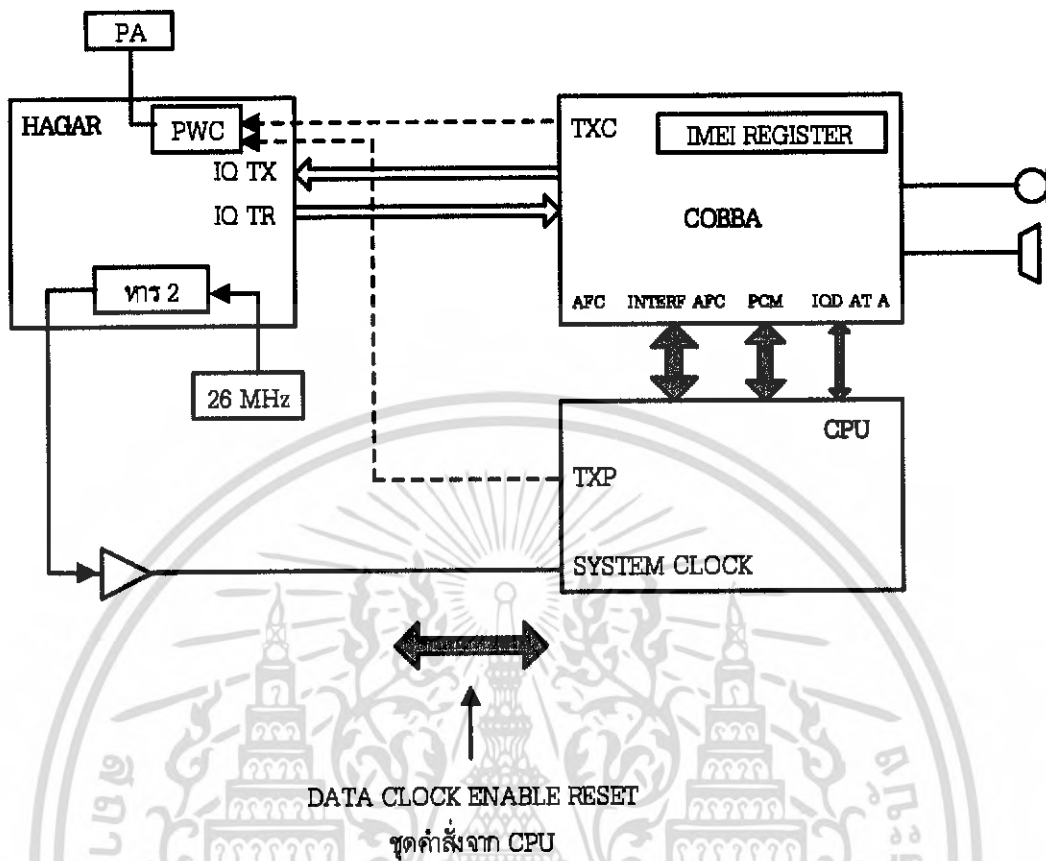 PA
HAGAR
PWC
TXC
IMEI REGISTER
IQ TX
IQ TR
COBBA
หาร 2
AFC INTERF AFC PCM IQD AT A
26 MHz
CPU
TXP
SYSTEM CLOCK
DATA CLOCK ENABLE RESET
ชุดคำสั่งจาก CPU